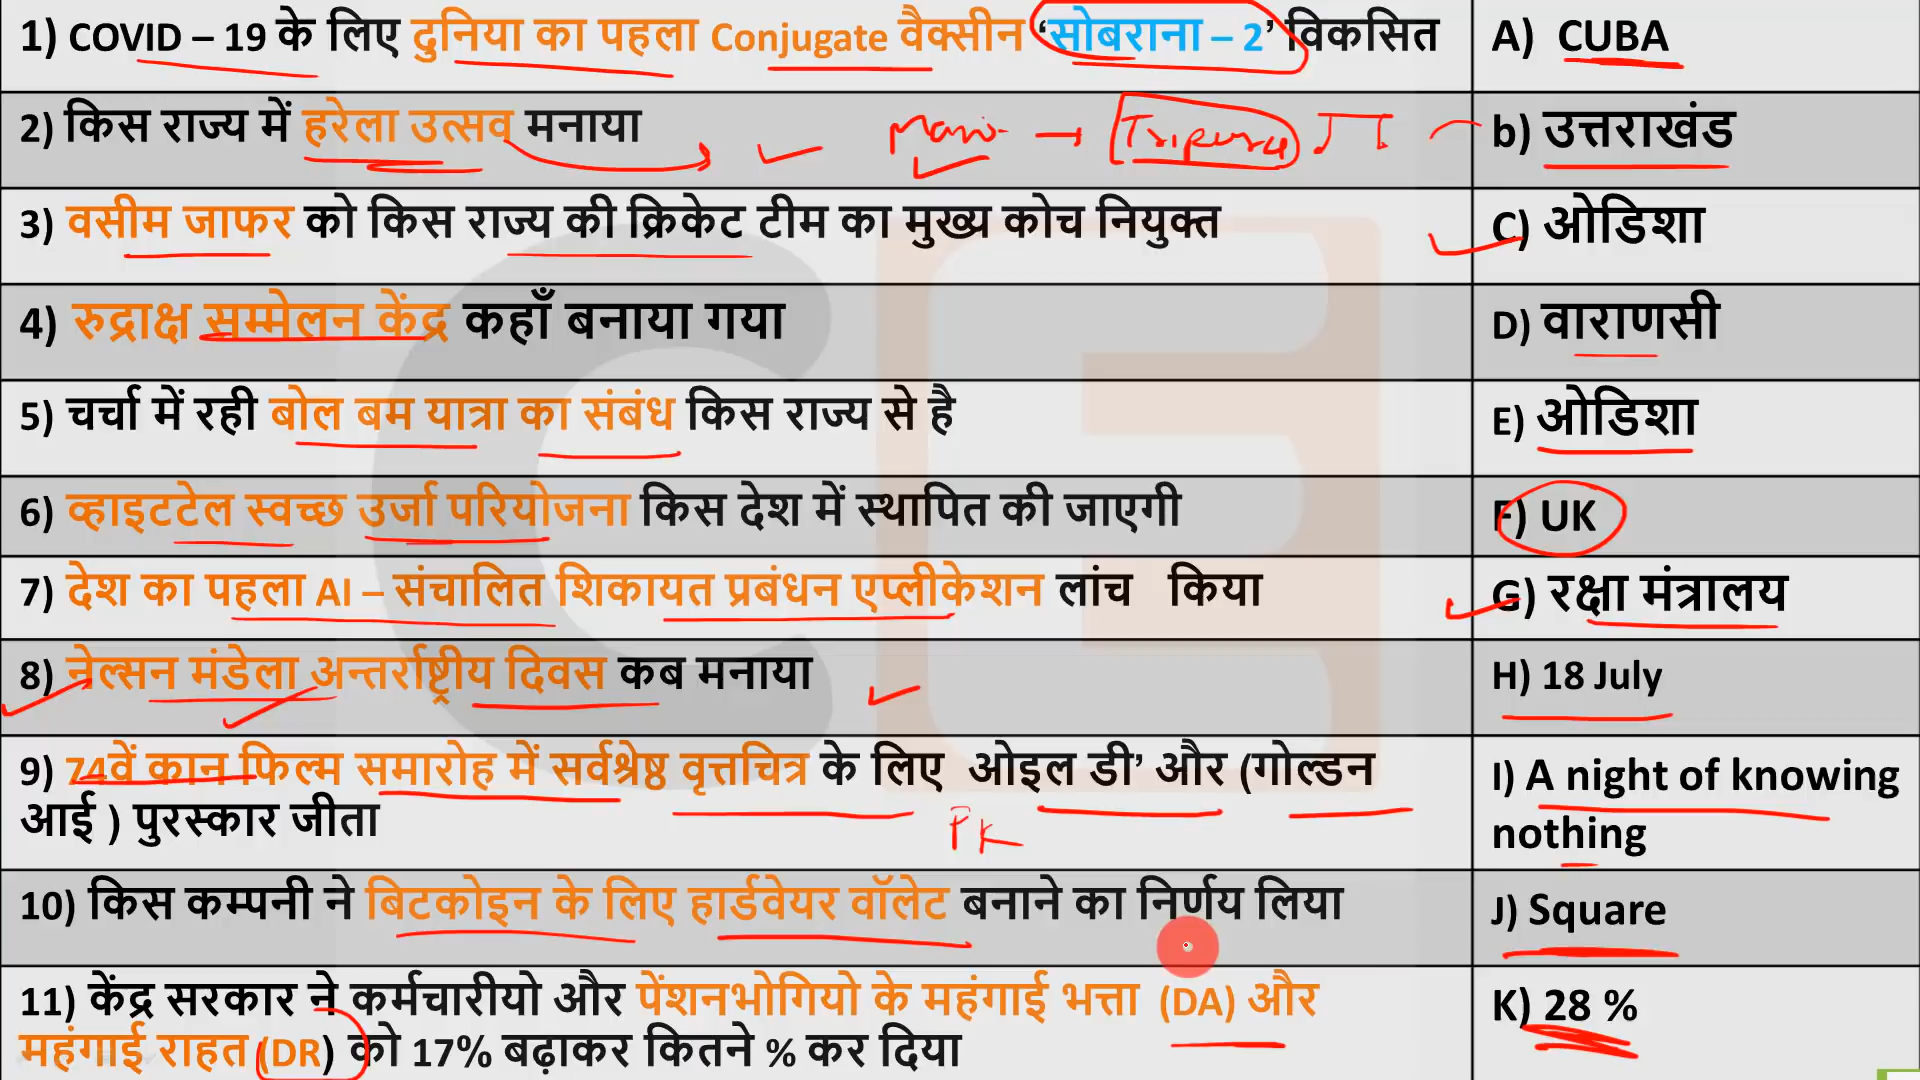 1) COVID – 19 के लिए दुनिया का पहला Conjugate वैक्सीन ‘सोबराना – 2’ विकसित
A) CUBA
2) किस राज्य में हरेला उत्सव मनाया
Tripura
b) उत्तराखंड
3) वसीम जाफर को किस राज्य की क्रिकेट टीम का मुख्य कोच नियुक्त
C) ओडिशा
4) रुद्राक्ष सम्मेलन केंद्र कहाँ बनाया गया
D) वाराणसी
5) चर्चा में रही बोल बम यात्रा का संबंध किस राज्य से है
E) ओडिशा
6) व्हाइटटेल स्वच्छ उर्जा परियोजना किस देश में स्थापित की जाएगी
F) UK
7) देश का पहला AI – संचालित शिकायत प्रबंधन एप्लीकेशन लांच किया
G) रक्षा मंत्रालय
8) नेल्सन मंडेला अन्तर्राष्ट्रीय दिवस कब मनाया
H) 18 July
9) 74वें कान फिल्म समारोह में सर्वश्रेष्ठ वृत्तचित्र के लिए ओइल डी’ और (गोल्डन
आई ) पुरस्कार जीता
PK
I) A night of knowing
nothing
10) किस कम्पनी ने बिटकोइन के लिए हार्डवेयर वॉलेट बनाने का निर्णय लिया
J) Square
11) केंद्र सरकार ने कर्मचारीयो और पेंशनभोगियो के महंगाई भत्ता (DA) और
महंगाई राहत (DR) को 17% बढ़ाकर कितने % कर दिया
K) 28 %